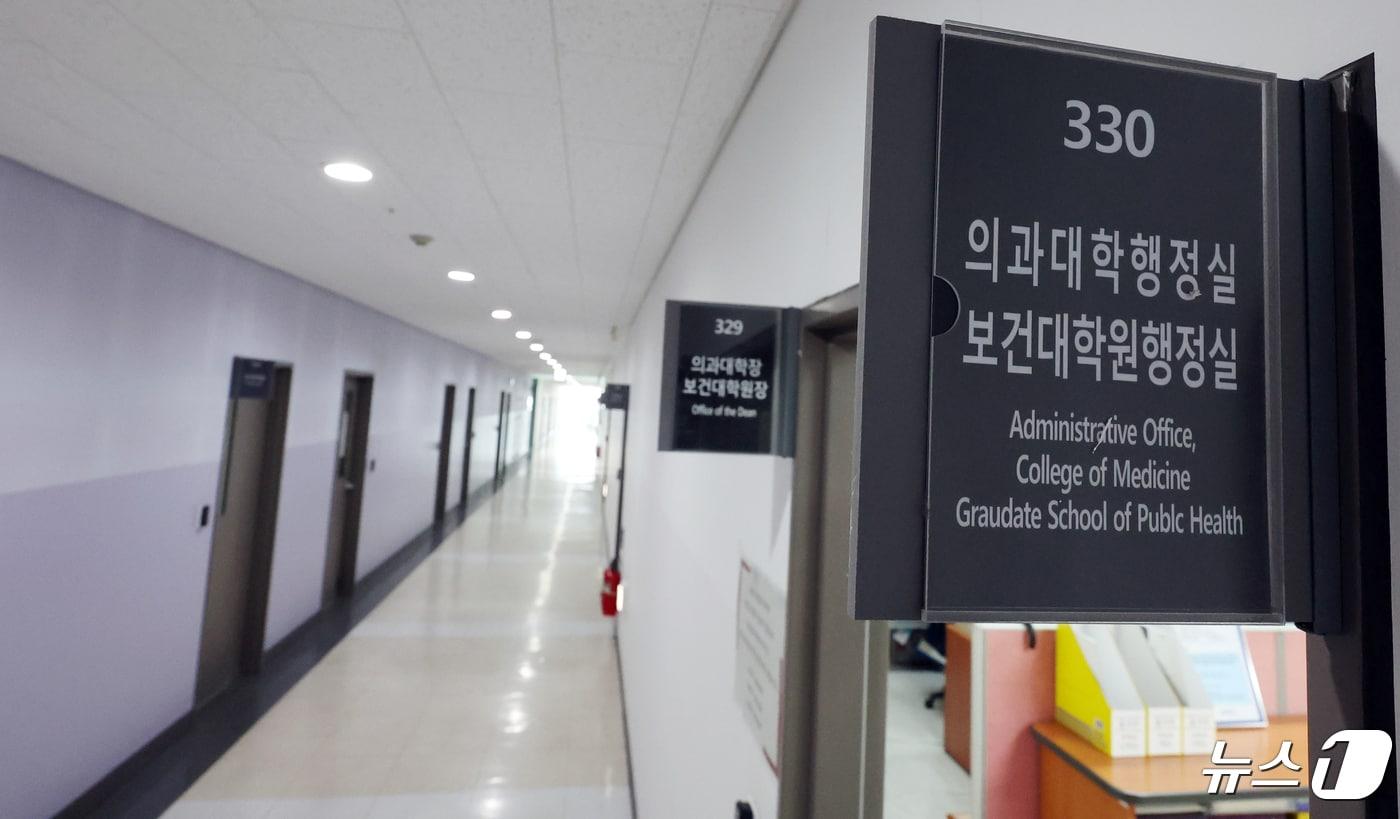 330
의과대학행정실
보건대학원행정실
Administrative Office,
College of Medicine
Graudate School of Publc Health
329
의과대학장
보건대학원장
Office of the Dean
뉴스1